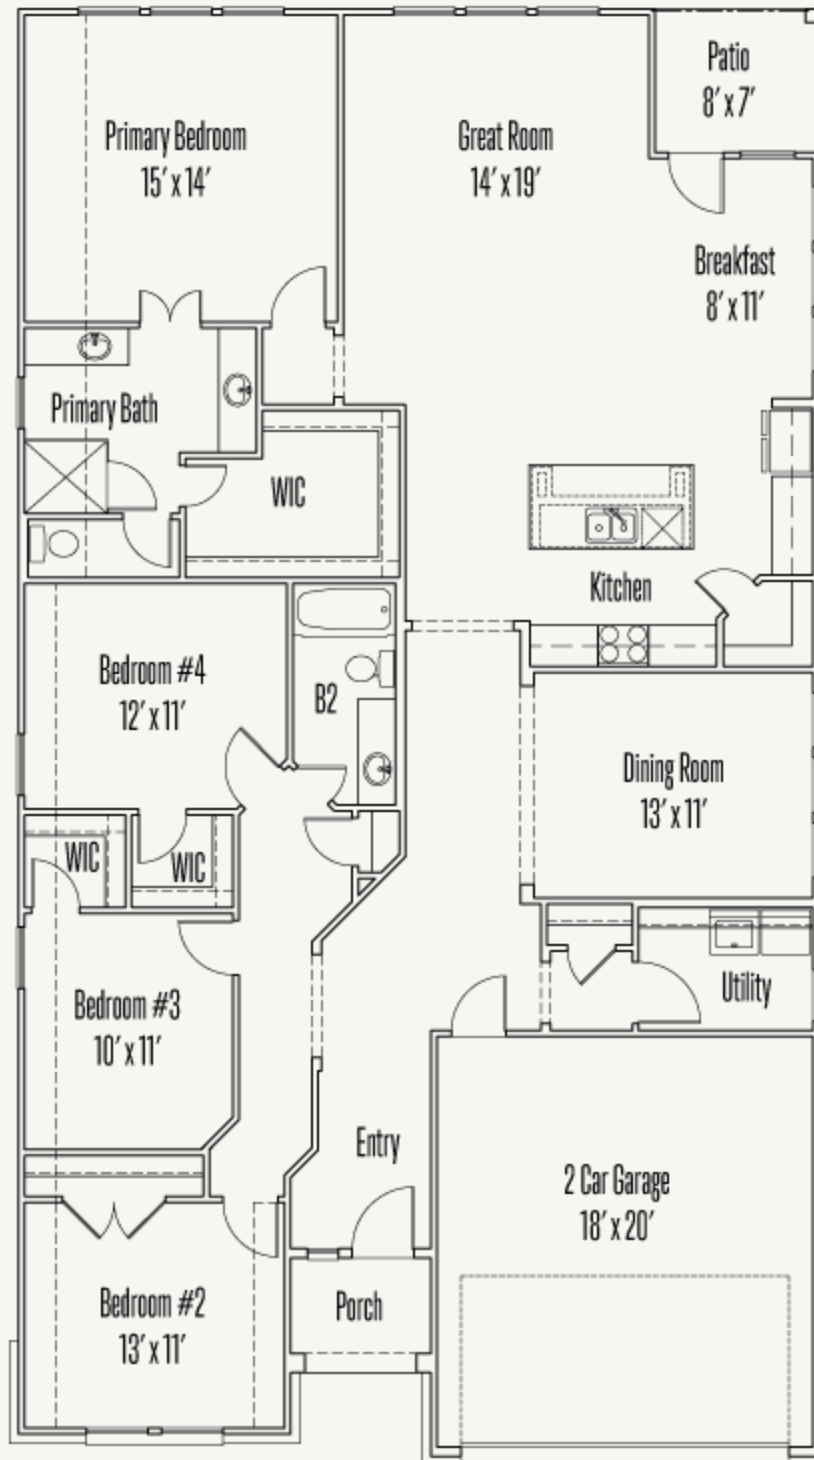 Patio
8' x 7'
Primary Bedroom
15' x 14'
Great Room
14' x 19'
Breakfast
8' x 11'
Primary Bath
WIC
Kitchen
Bedroom #4
12' x 11'
B2
Dining Room
13' x 11'
WIC
WIC
Utility
Bedroom #3
10' x 11'
Entry
2 Car Garage
18' x 20'
Bedroom #2
13' x 11'
Porch